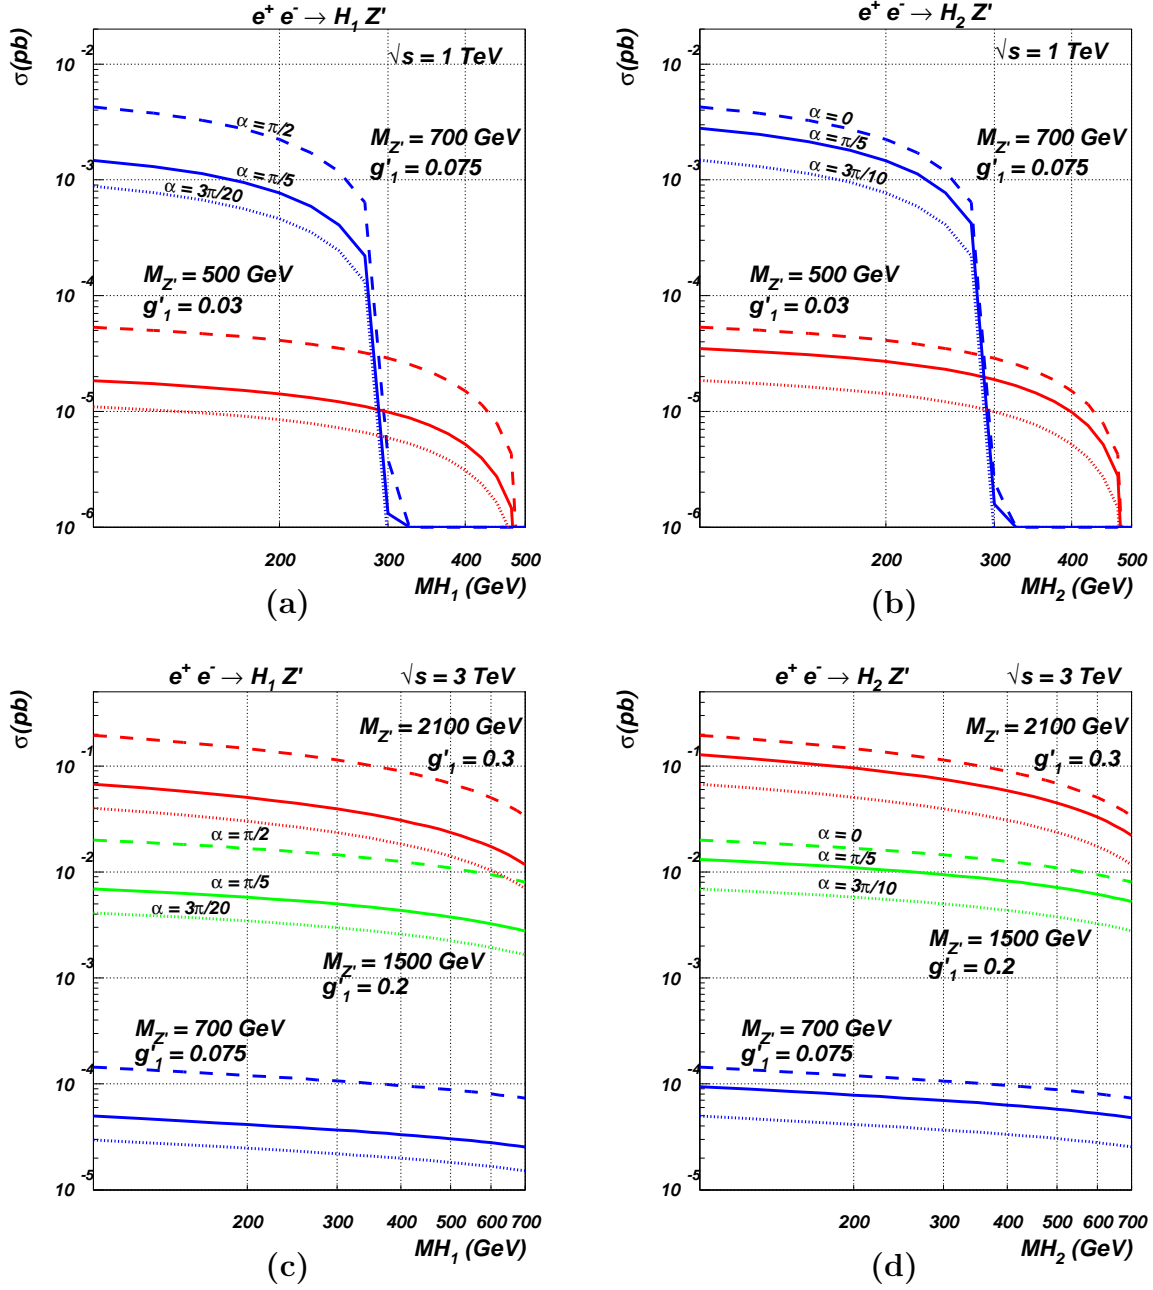 e⁺ e⁻ → H₁ Z'
σ(pb)
√s = 1 TeV
10⁻²
α = π/2
M_Z' = 700 GeV
g'₁ = 0.075
10⁻³
α = π/5
α = 3π/20
M_Z' = 500 GeV
g'₁ = 0.03
10⁻⁴
10⁻⁵
10⁻⁶
200 300 400 500
MH₁ (GeV)
(a)
e⁺ e⁻ → H₂ Z'
σ(pb)
√s = 1 TeV
10⁻²
α = 0
M_Z' = 700 GeV
g'₁ = 0.075
α = π/5
10⁻³
α = 3π/10
M_Z' = 500 GeV
g'₁ = 0.03
10⁻⁴
10⁻⁵
10⁻⁶
200 300 400 500
MH₂ (GeV)
(b)
e⁺ e⁻ → H₁ Z'
√s = 3 TeV
σ(pb)
M_Z' = 2100 GeV
g'₁ = 0.3
10⁻¹
α = π/2
10⁻²
α = π/5
α = 3π/20
M_Z' = 1500 GeV
g'₁ = 0.2
10⁻³
M_Z' = 700 GeV
g'₁ = 0.075
10⁻⁴
10⁻⁵
200 300 400 500 600 700
MH₁ (GeV)
(c)
e⁺ e⁻ → H₂ Z'
√s = 3 TeV
σ(pb)
M_Z' = 2100 GeV
g'₁ = 0.3
10⁻¹
α = 0
α = π/5
10⁻²
α = 3π/10
M_Z' = 1500 GeV
g'₁ = 0.2
10⁻³
M_Z' = 700 GeV
g'₁ = 0.075
10⁻⁴
10⁻⁵
200 300 400 500 600 700
MH₂ (GeV)
(d)